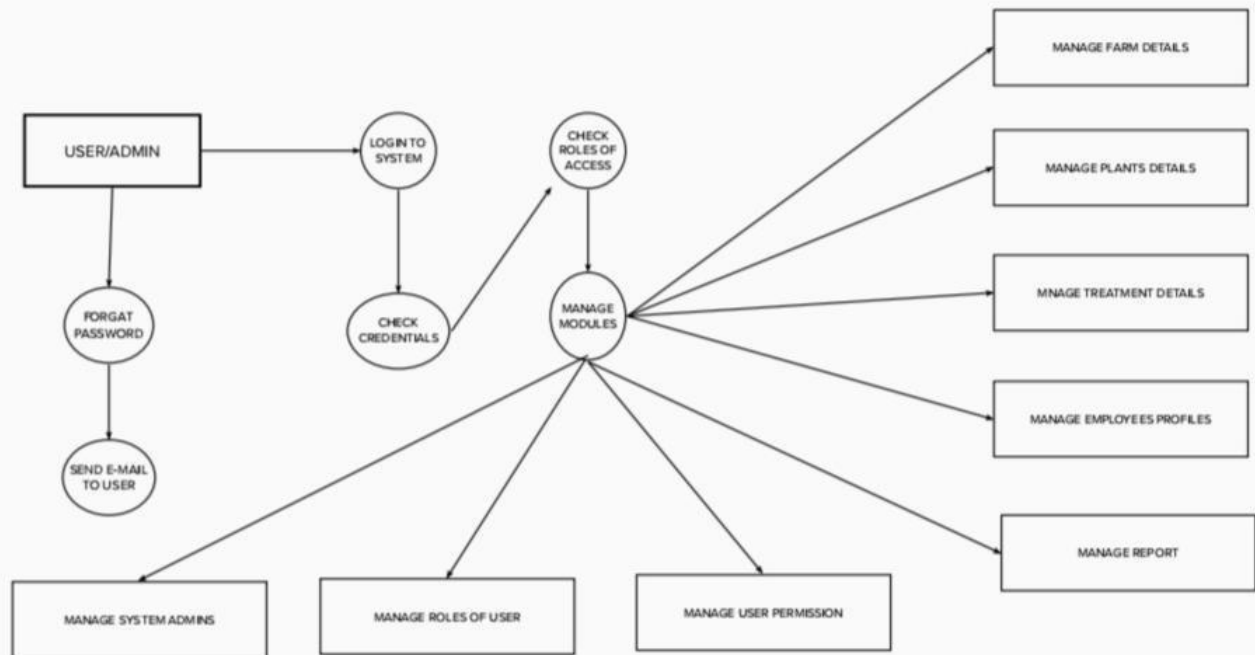 MANAGE FARM DETAILS
USER/ADMIN
LOGIN TO
SYSTEM
CHECK
ROLES OF
ACCESS
MANAGE PLANTS DETAILS
MNAGE TREATMENT DETAILS
FORGAT
PASSWORD
CHECK
CREDENTIALS
MANAGE
MODULES
MANAGE EMPLOYEES PROFILES
SEND E-MAIL
TO USER
MANAGE REPORT
MANAGE SYSTEM ADMINS
MANAGE ROLES OF USER
MANAGE USER PERMISSION